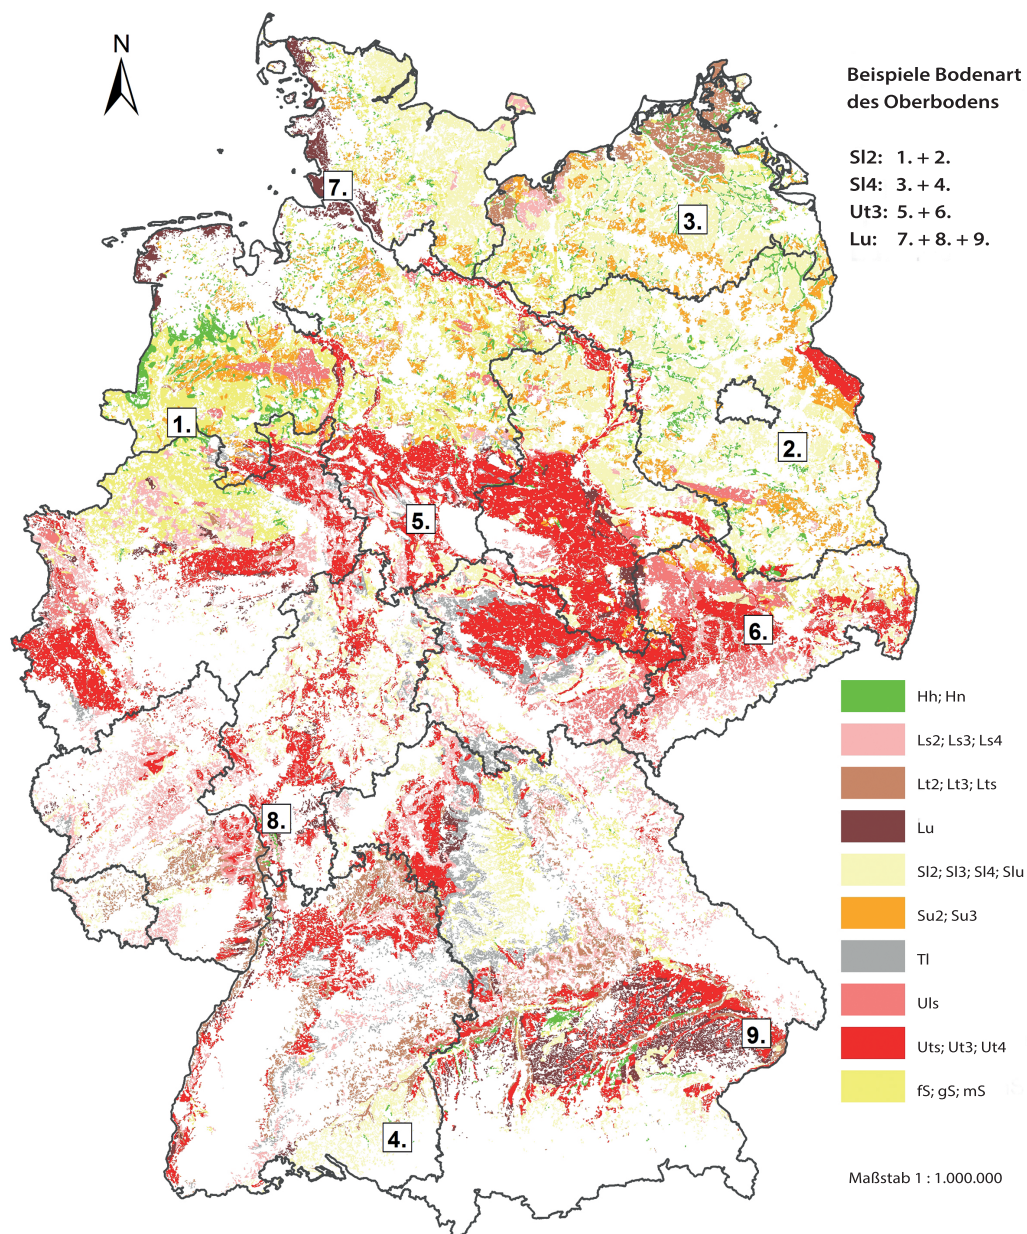 N
Beispiele Bodenart
des Oberbodens
Sl2: 1. + 2.
Sl4: 3. + 4.
Ut3: 5. + 6.
Lu: 7. + 8. + 9.
7.
3.
1.
2.
5.
6.
8.
9.
4.
Hh; Hn
Ls2; Ls3; Ls4
Lt2; Lt3; Lts
Lu
Sl2; Sl3; Sl4; Slu
Su2; Su3
Tl
Uls
Uts; Ut3; Ut4
fS; gS; mS
Maßstab 1 : 1.000.000